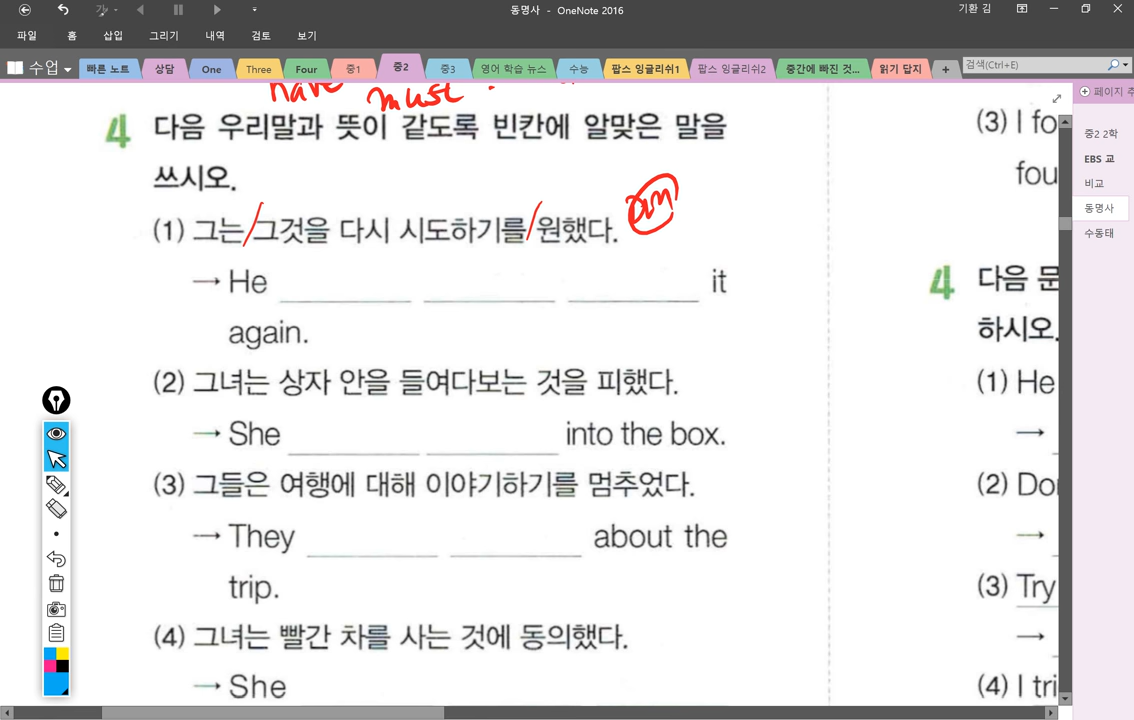 동명사 - OneNote 2016
기환 김
파일 홈 삽입 그리기 내역 검토 보기
수업 빠른 노트 상담 One Three Four 중1 중2 중3 영어 학습 뉴스 수능 팝스 잉글리쉬1 팝스 잉글리쉬2 중간에 빠진 것... 읽기 답지 + 검색(Ctrl+E)
have must
페이지 추
중2 2학
EBS 교
비교
동명사
수동태
4 다음 우리말과 뜻이 같도록 빈칸에 알맞은 말을
쓰시오.
(1) 그는 그것을 다시 시도하기를 원했다.
→ He ______ ______ ______ it
again.
(2) 그녀는 상자 안을 들여다보는 것을 피했다.
→ She ______ ______ into the box.
(3) 그들은 여행에 대해 이야기하기를 멈추었다.
→ They ______ ______ about the
trip.
(4) 그녀는 빨간 차를 사는 것에 동의했다.
→ She
(3) I fo
fou
4 다음 문
하시오.
(1) He
→
(2) Do
→
(3) Try
→
(4) I tri